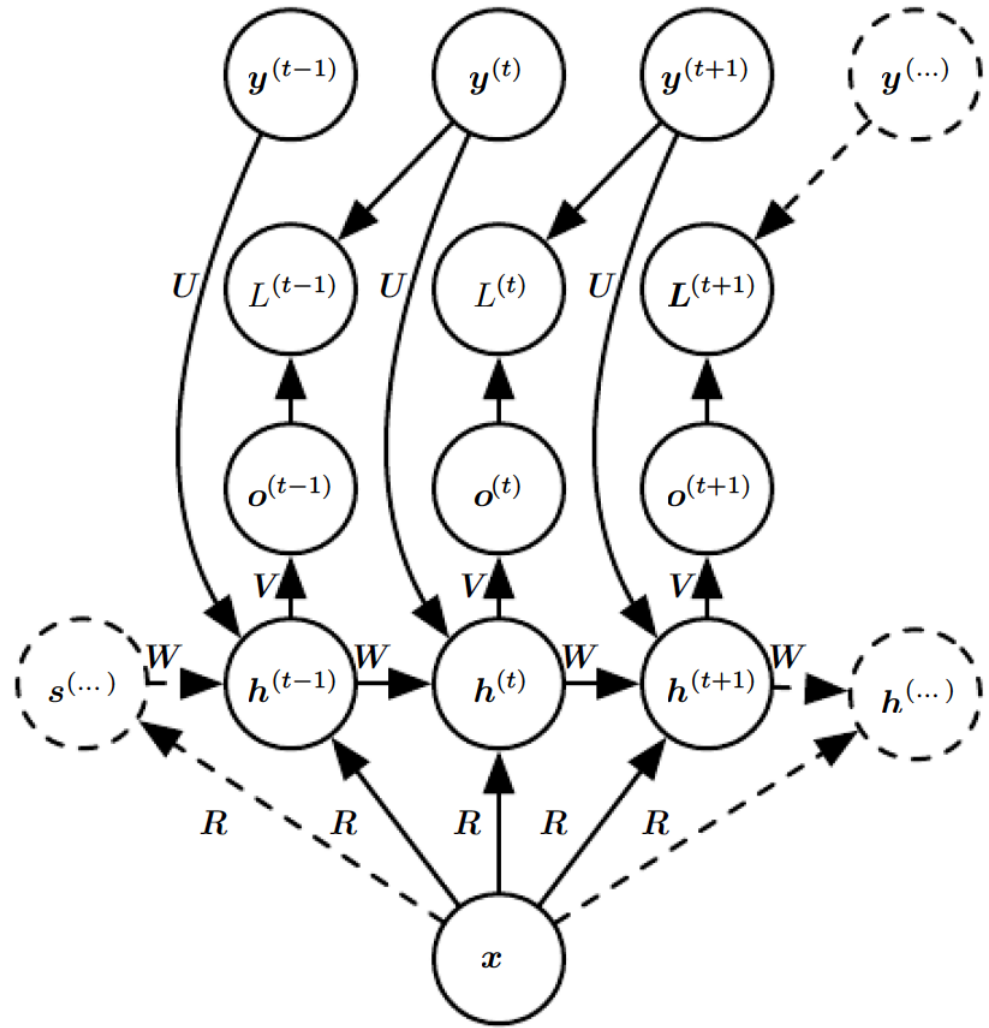 y(t−1) y(t) y(t+1) y(...)
U L(t−1) U L(t) U L(t+1)
o(t−1) o(t) o(t+1)
V V V
W W W W
s(...) h(t−1) h(t) h(t+1) h(...)
R R R R R
x